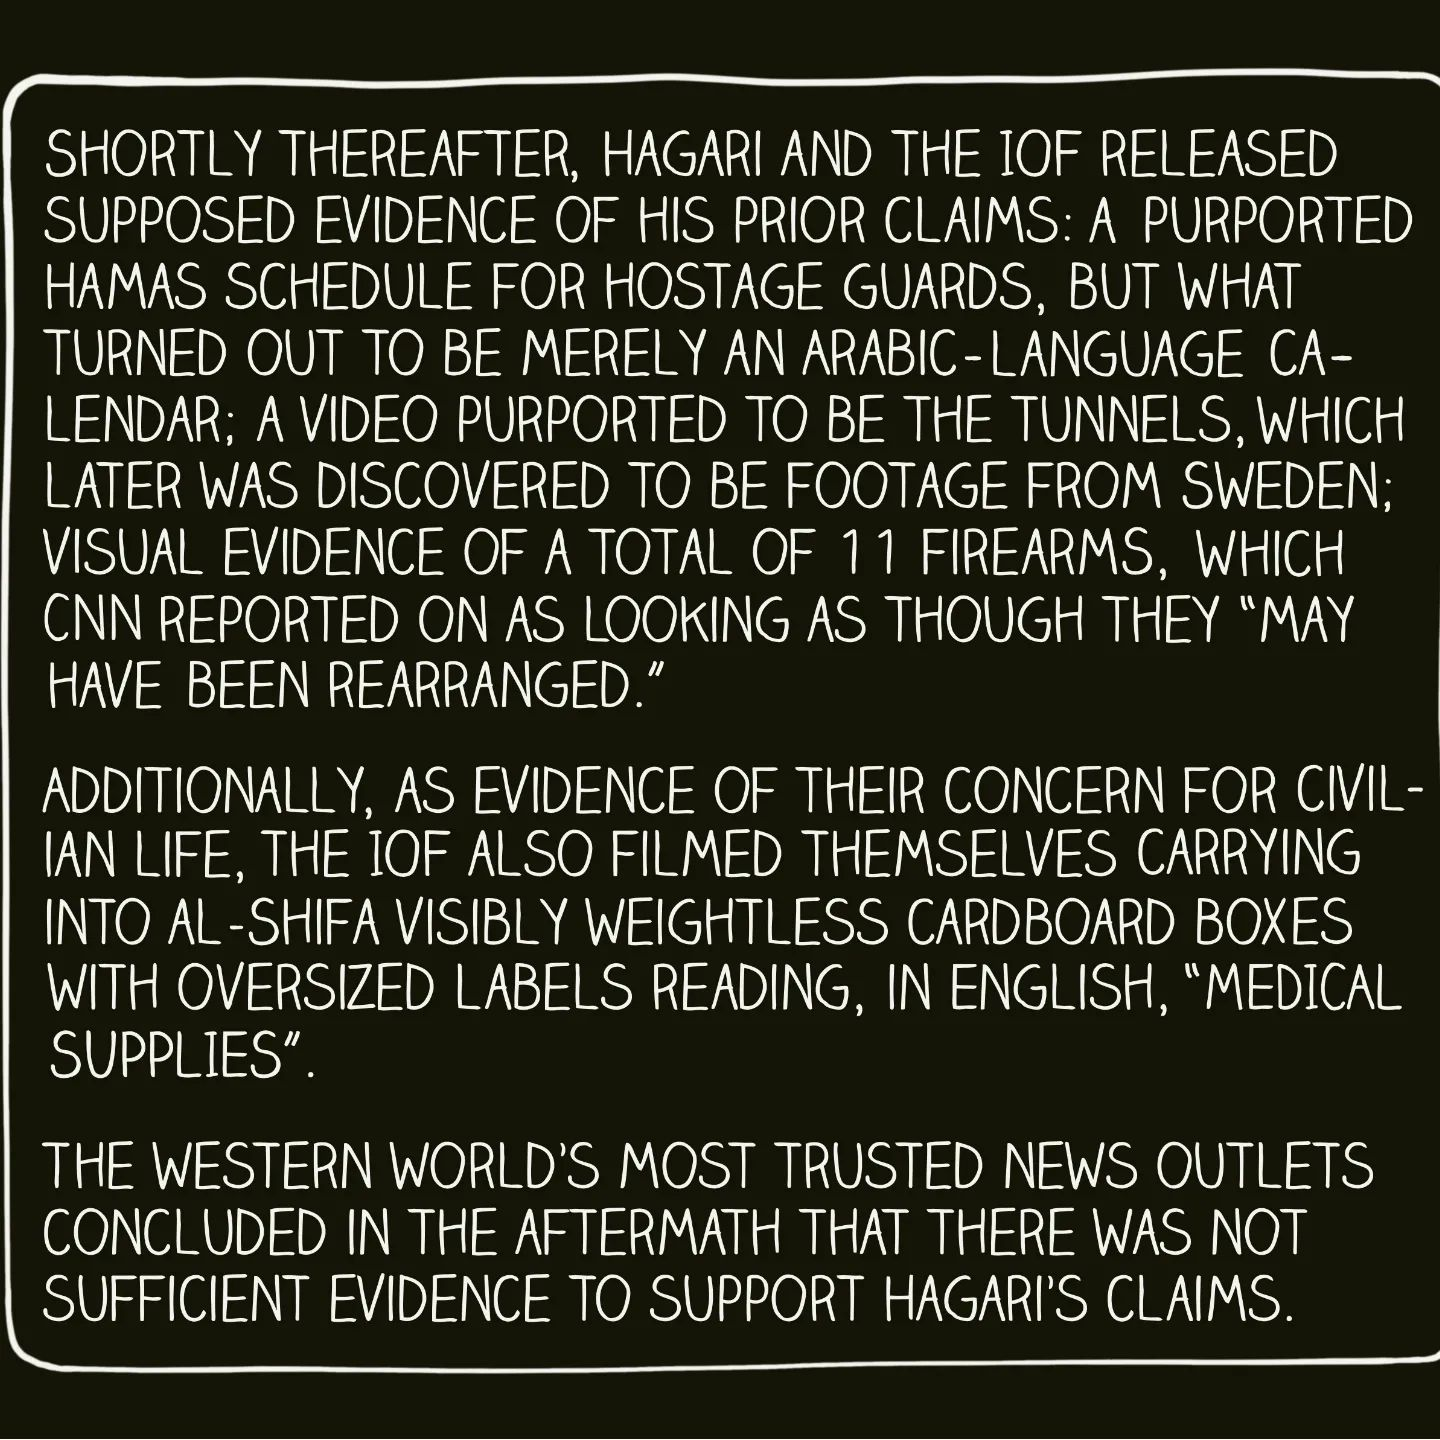 SHORTLY THEREAFTER, HAGARI AND THE IOF RELEASED
SUPPOSED EVIDENCE OF HIS PRIOR CLAIMS: A PURPORTED
HAMAS SCHEDULE FOR HOSTAGE GUARDS, BUT WHAT
TURNED OUT TO BE MERELY AN ARABIC-LANGUAGE CA-
LENDAR; A VIDEO PURPORTED TO BE THE TUNNELS, WHICH
LATER WAS DISCOVERED TO BE FOOTAGE FROM SWEDEN;
VISUAL EVIDENCE OF A TOTAL OF 11 FIREARMS, WHICH
CNN REPORTED ON AS LOOKING AS THOUGH THEY “MAY
HAVE BEEN REARRANGED.”
ADDITIONALLY, AS EVIDENCE OF THEIR CONCERN FOR CIVIL-
IAN LIFE, THE IOF ALSO FILMED THEMSELVES CARRYING
INTO AL-SHIFA VISIBLY WEIGHTLESS CARDBOARD BOXES
WITH OVERSIZED LABELS READING, IN ENGLISH, “MEDICAL
SUPPLIES”.
THE WESTERN WORLD'S MOST TRUSTED NEWS OUTLETS
CONCLUDED IN THE AFTERMATH THAT THERE WAS NOT
SUFFICIENT EVIDENCE TO SUPPORT HAGARI'S CLAIMS.